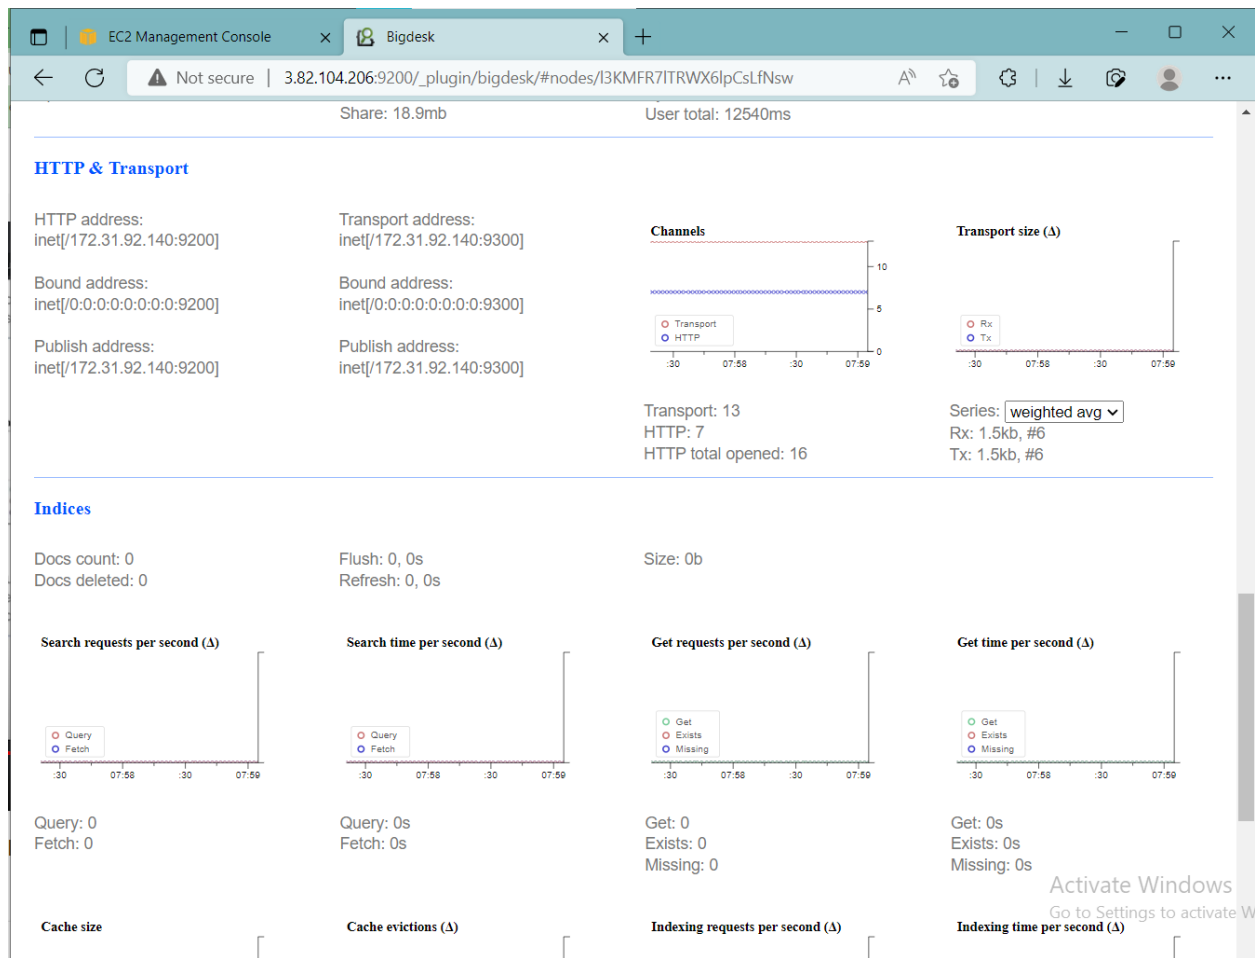 EC2 Management Console
Bigdesk
Not secure | 3.82.104.206:9200/_plugin/bigdesk/#nodes/l3KMFR7lTRWX6lpCsLfNsw
Share: 18.9mb
User total: 12540ms
HTTP & Transport
HTTP address:
inet[/172.31.92.140:9200]
Bound address:
inet[/0:0:0:0:0:0:0:0:9200]
Publish address:
inet[/172.31.92.140:9200]
Transport address:
inet[/172.31.92.140:9300]
Bound address:
inet[/0:0:0:0:0:0:0:0:9300]
Publish address:
inet[/172.31.92.140:9300]
Channels
10
5
0
Transport
HTTP
:30 07:58 :30 07:59
Transport: 13
HTTP: 7
HTTP total opened: 16
Transport size (Δ)
Rx
Tx
:30 07:58 :30 07:59
Series: weighted avg
Rx: 1.5kb, #6
Tx: 1.5kb, #6
Indices
Docs count: 0
Docs deleted: 0
Flush: 0, 0s
Refresh: 0, 0s
Size: 0b
Search requests per second (Δ)
Query
Fetch
:30 07:58 :30 07:59
Query: 0
Fetch: 0
Search time per second (Δ)
Query
Fetch
:30 07:58 :30 07:59
Query: 0s
Fetch: 0s
Get requests per second (Δ)
Get
Exists
Missing
:30 07:58 :30 07:59
Get: 0
Exists: 0
Missing: 0
Get time per second (Δ)
Get
Exists
Missing
:30 07:58 :30 07:59
Get: 0s
Exists: 0s
Missing: 0s
Activate Windows
Go to Settings to activate W
Cache size
Cache evictions (Δ)
Indexing requests per second (Δ)
Indexing time per second (Δ)